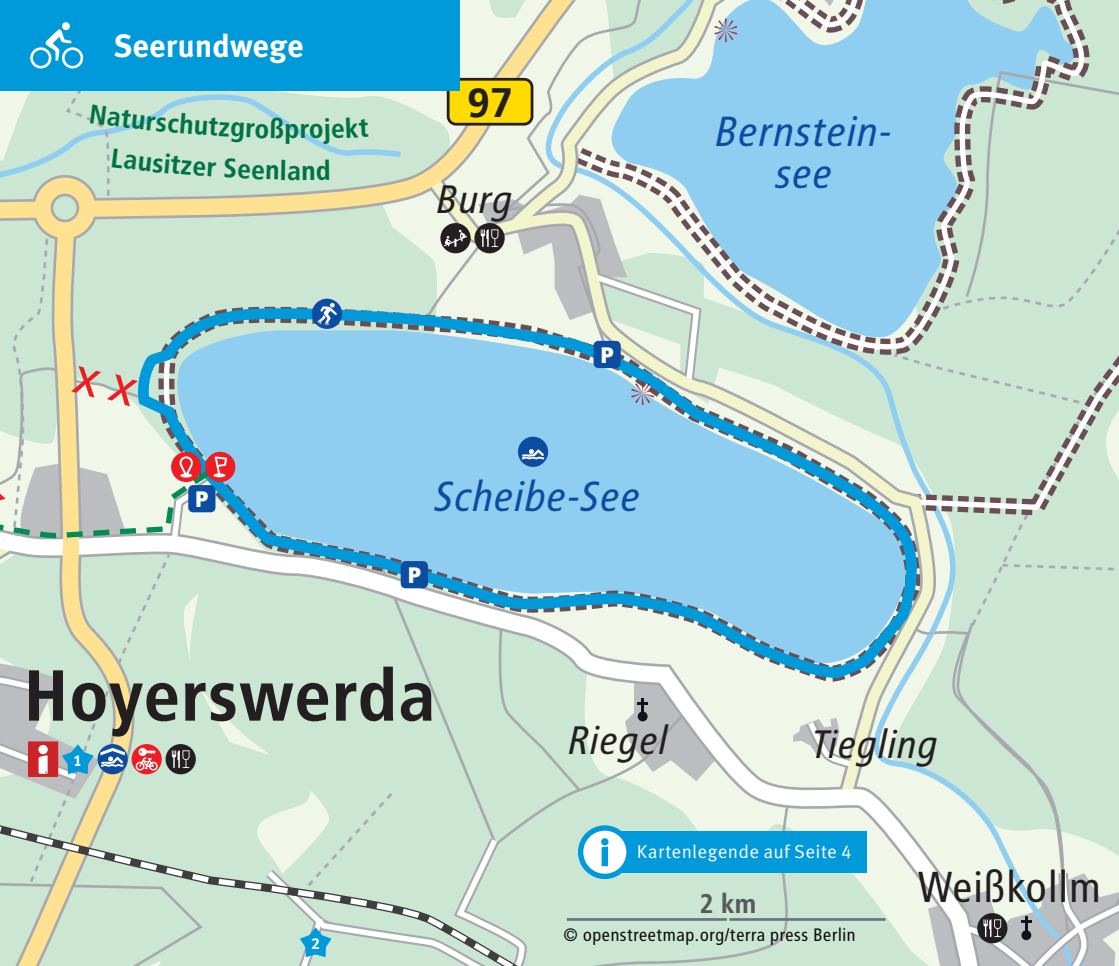 Seerundwege
97
Naturschutzgroßprojekt
Lausitzer Seenland
Bernstein-
see
Burg
P
X X
Scheibe-See
P
P
Hoyerswerda
i 1
Riegel
Tiegling
i Kartenlegende auf Seite 4
Weißkollm
2 km
© openstreetmap.org/terra press Berlin
2